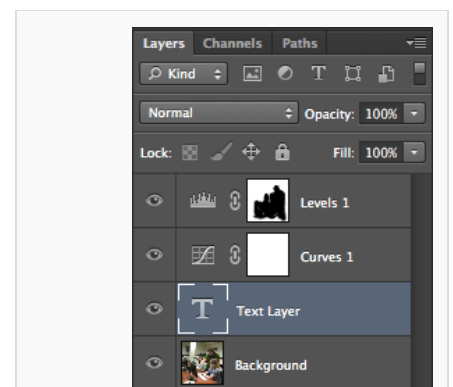 Layers Channels Paths
Kind
Normal Opacity: 100%
Lock: Fill: 100%
Levels 1
Curves 1
T Text Layer
Background